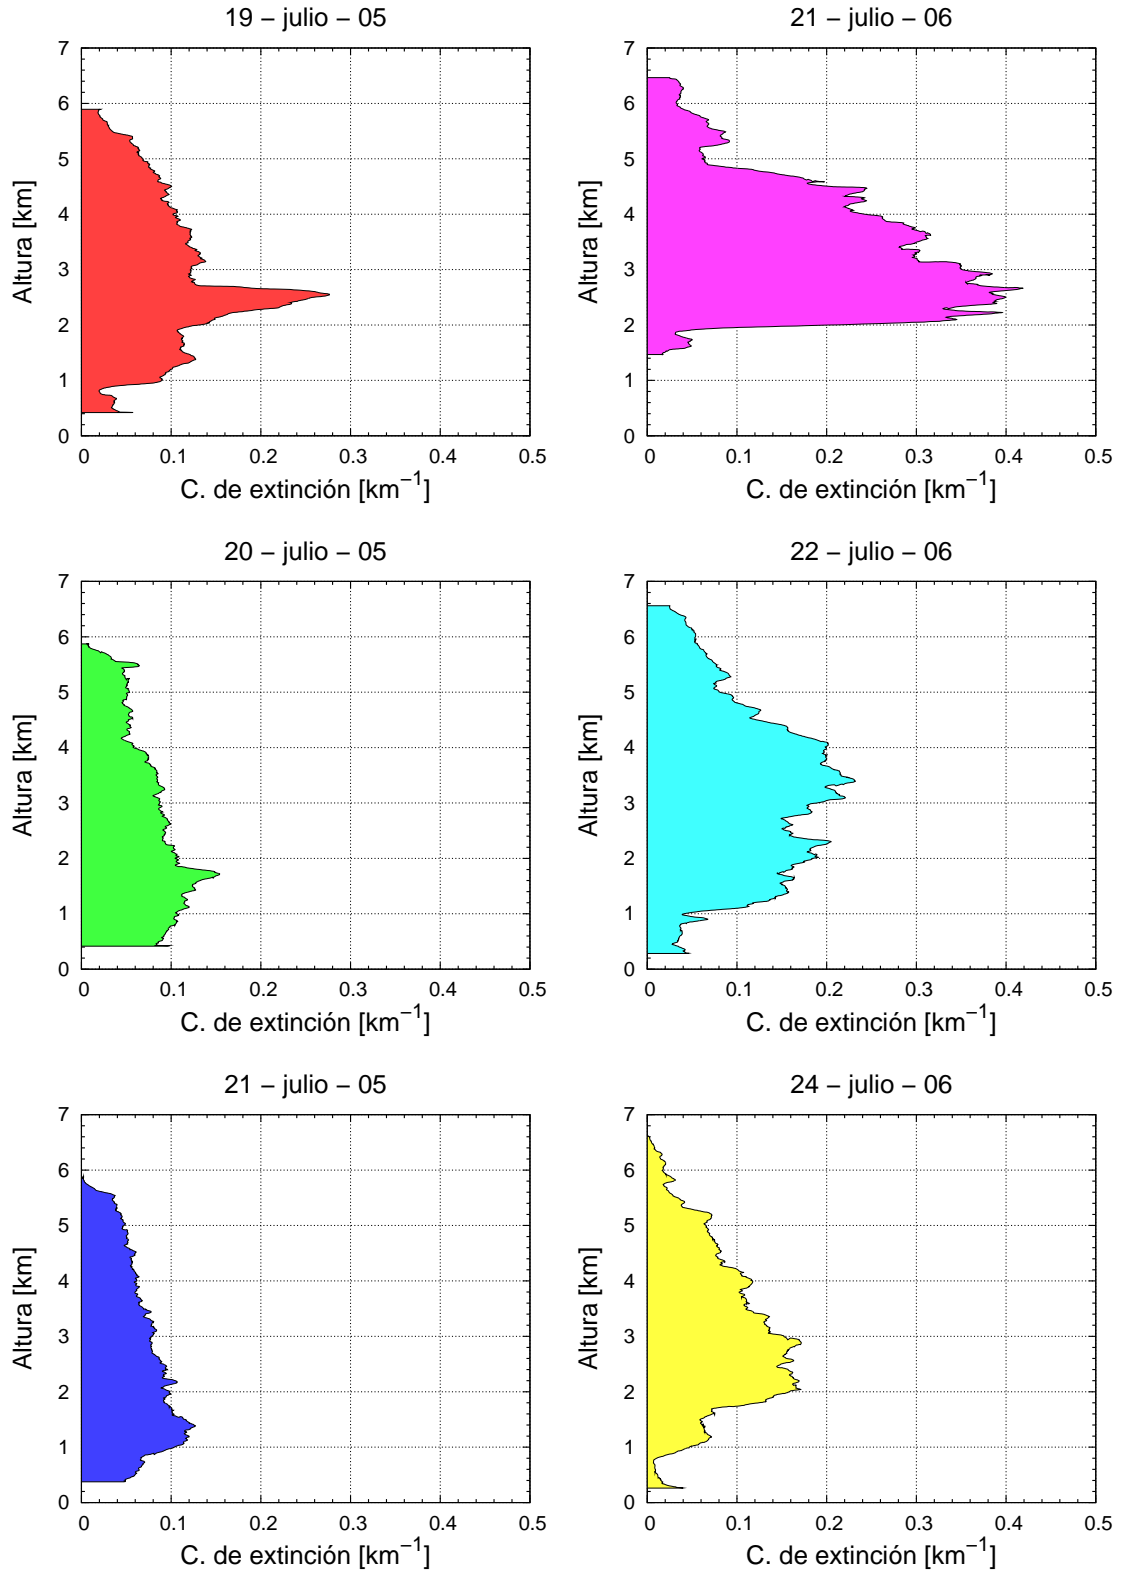 19 – julio – 05
7
6
5
4
3
2
1
0
Altura [km]
0 0.1 0.2 0.3 0.4 0.5
C. de extinción [km−1]
21 – julio – 06
7
6
5
4
3
2
1
0
Altura [km]
0 0.1 0.2 0.3 0.4 0.5
C. de extinción [km−1]
20 – julio – 05
7
6
5
4
3
2
1
0
Altura [km]
0 0.1 0.2 0.3 0.4 0.5
C. de extinción [km−1]
22 – julio – 06
7
6
5
4
3
2
1
0
Altura [km]
0 0.1 0.2 0.3 0.4 0.5
C. de extinción [km−1]
21 – julio – 05
7
6
5
4
3
2
1
0
Altura [km]
0 0.1 0.2 0.3 0.4 0.5
C. de extinción [km−1]
24 – julio – 06
7
6
5
4
3
2
1
0
Altura [km]
0 0.1 0.2 0.3 0.4 0.5
C. de extinción [km−1]